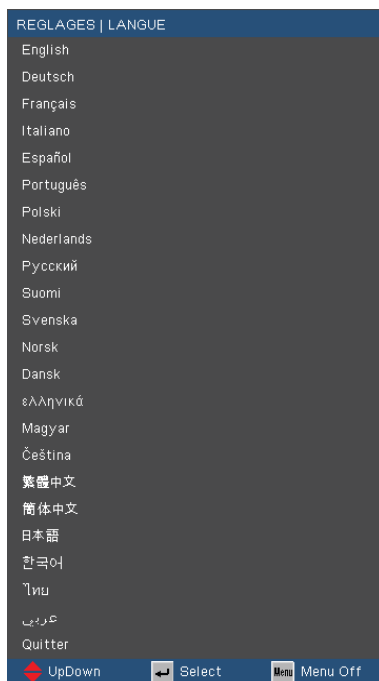 REGLAGES | LANGUE
English
Deutsch
Français
Italiano
Español
Português
Polski
Nederlands
Русский
Suomi
Svenska
Norsk
Dansk
ελληνικά
Magyar
Čeština
繁體中文
简体中文
日本語
한국어
ไทย
عربي
Quitter
UpDown Select Menu Menu Off